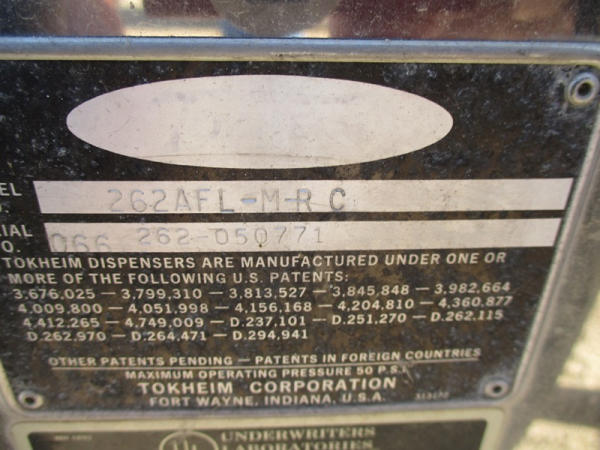 EL 262AFL-M-RC
IAL
O. 066 262-050771
TOKHEIM DISPENSERS ARE MANUFACTURED UNDER ONE OR
MORE OF THE FOLLOWING U.S. PATENTS:
3,676,025 — 3,799,310 — 3,813,527 — 3,845,848 — 3,982,664
4,009,800 — 4,051,998 — 4,156,168 — 4,204,810 — 4,360,877
4,412,265 — 4,749,009 — D.237,101 — D.251,270 — D.262,115
D.262,970 — D.264,471 — D.294,941
OTHER PATENTS PENDING — PATENTS IN FOREIGN COUNTRIES
MAXIMUM OPERATING PRESSURE 50 P.S.I.
TOKHEIM CORPORATION
FORT WAYNE, INDIANA, U.S.A.
UNDERWRITERS
LABORATORIES